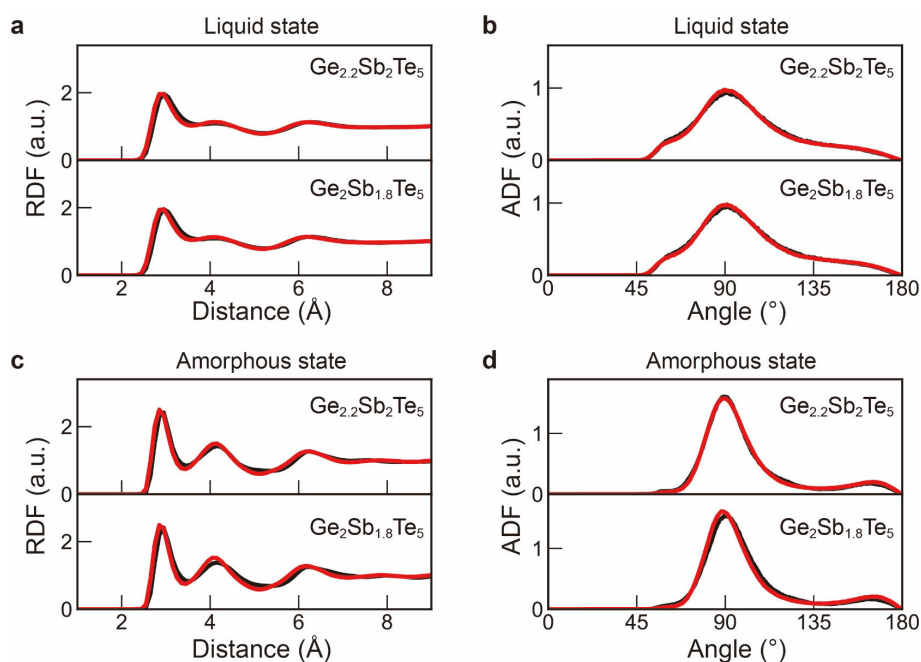 a Liquid state
Ge2.2Sb2Te5
2
0
Ge2Sb1.8Te5
2
0
RDF (a.u.)
2 4 6 8
Distance (Å)
b Liquid state
Ge2.2Sb2Te5
1
0
Ge2Sb1.8Te5
1
0
ADF (a.u.)
0 45 90 135 180
Angle (°)
c Amorphous state
Ge2.2Sb2Te5
2
0
Ge2Sb1.8Te5
2
0
RDF (a.u.)
2 4 6 8
Distance (Å)
d Amorphous state
Ge2.2Sb2Te5
1
0
Ge2Sb1.8Te5
1
0
ADF (a.u.)
0 45 90 135 180
Angle (°)